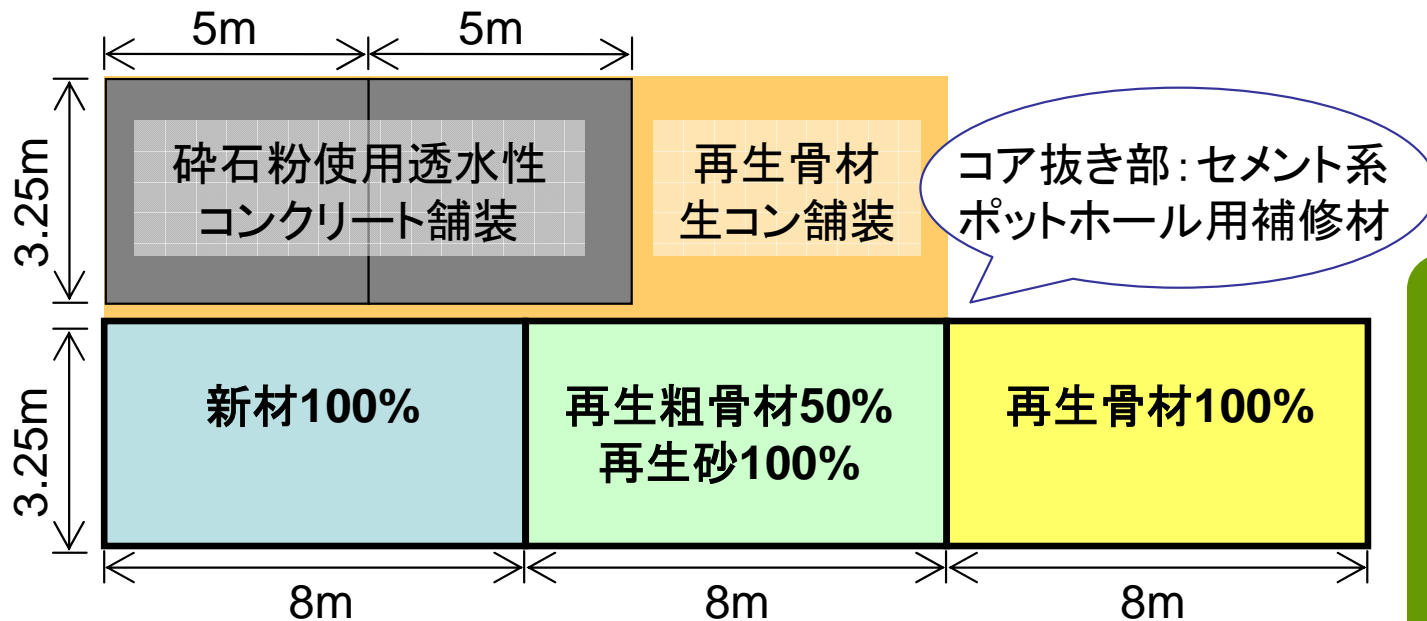 5m
5m
3.25m
砕石粉使用透水性
コンクリート舗装
再生骨材
生コン舗装
コア抜き部：セメント系
ポットホール用補修材
3.25m
新材100%
再生粗骨材50%
再生砂100%
再生骨材100%
8m
8m
8m